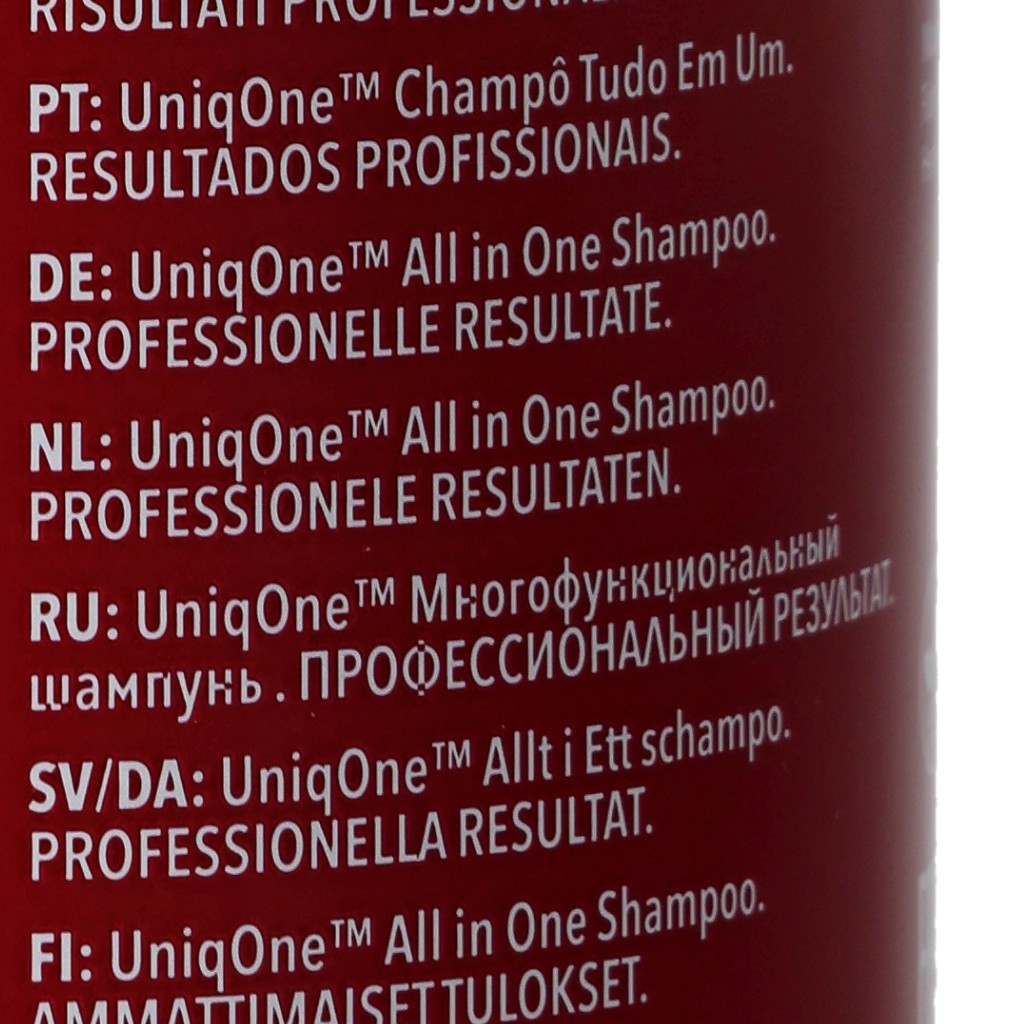 RISULTATI PROFESSIONALI
PT: UniqOne™ Champô Tudo Em Um.
RESULTADOS PROFISSIONAIS.
DE: UniqOne™ All in One Shampoo.
PROFESSIONELLE RESULTATE.
NL: UniqOne™ All in One Shampoo.
PROFESSIONELE RESULTATEN.
RU: UniqOne™ Многофункциональный
шампунь . ПРОФЕССИОНАЛЬНЫЙ РЕЗУЛЬТАТ.
SV/DA: UniqOne™ Allt i Ett schampo.
PROFESSIONELLA RESULTAT.
FI: UniqOne™ All in One Shampoo.
AMMATTIMAISET TULOKSET.